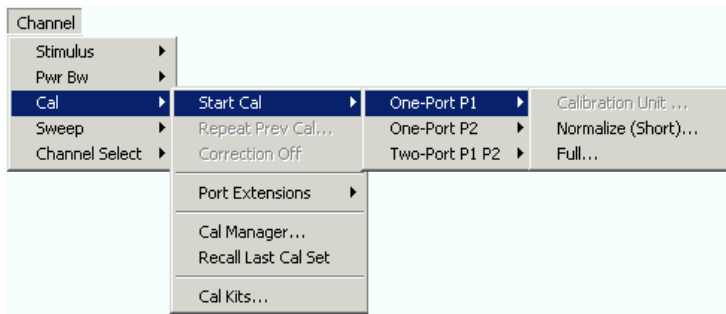 Channel
Stimulus
Pwr Bw
Cal
Sweep
Channel Select
Start Cal
Repeat Prev Cal...
Correction Off
Port Extensions
Cal Manager...
Recall Last Cal Set
Cal Kits...
One-Port P1
One-Port P2
Two-Port P1 P2
Calibration Unit ...
Normalize (Short)...
Full...